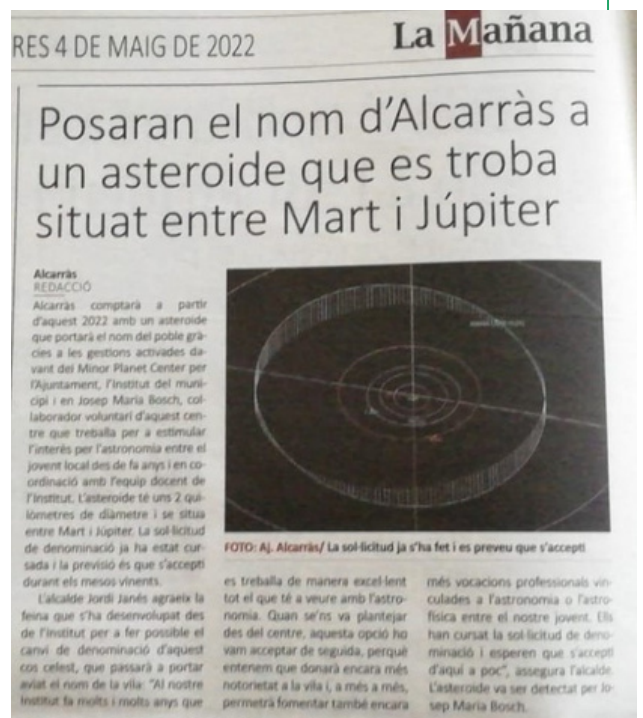 RES 4 DE MAIG DE 2022
La Mañana
Posaran el nom d'Alcarràs a
un asteroide que es troba
situat entre Mart i Júpiter
Alcarràs
REDACCIÓ
Alcarràs comptarà a partir
d'aquest 2022 amb un asteroide
que portarà el nom del poble grà-
cies a les gestions activades da-
vant del Minor Planet Center per
l'Ajuntament, l'Institut del muni-
cipi i en Josep Maria Bosch, col·
laborador voluntari d'aquest cen-
tre que treballa per a estimular
l'interès per l'astronomia entre el
jovent local des de fa anys i en co-
ordinació amb l'equip docent de
l'Institut. L'asteroide té uns 2 qui-
lòmetres de diàmetre i se situa
entre Mart i Júpiter. La sol·licitud
de denominació ja ha estat cur-
sada i la previsió és que s'accepti
durant els mesos vinents.
L'alcalde Jordi Janés agraeix la
feina que s'ha desenvolupat des
de l'Institut per a fer possible el
canvi de denominació d'aquest
cos celest, que passarà a portar
aviat el nom de la vila: "Al nostre
Institut fa molts i molts anys que
FOTO: Aj. Alcarràs/ La sol·licitud ja s'ha fet i es preveu que s'accepti
es treballa de manera excel·lent
tot el que té a veure amb l'astro-
nomia. Quan se'ns va plantejar
des del centre, aquesta opció ho
vam acceptar de seguida, perquè
entenem que donarà encara més
notorietat a la vila i, a més a més,
permetrà fomentar també encara
més vocacions professionals vin-
culades a l'astronomia o l'astro-
física entre el nostre jovent. Ells
han cursat la sol·licitud de deno-
minació i esperen que s'accepti
d'aquí a poc", assegura l'alcalde.
L'asteroide va ser detectat per Jo-
sep Maria Bosch.